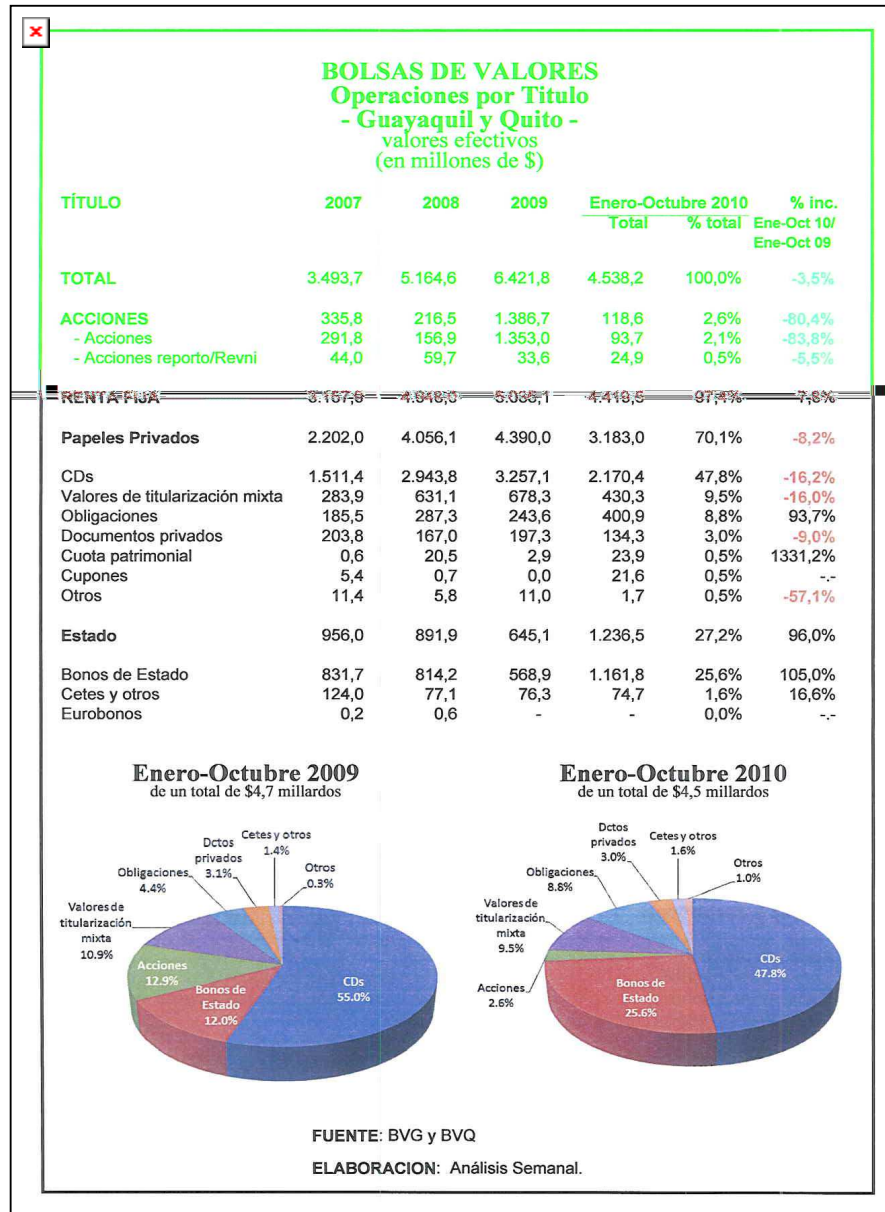 BOLSAS DE VALORES
Operaciones por Titulo
- Guayaquil y Quito -
valores efectivos
(en millones de $)
TÍTULO 2007 2008 2009 Enero-Octubre 2010 % inc.
Total % total Ene-Oct 10/
Ene-Oct 09
TOTAL 3.493,7 5.164,6 6.421,8 4.538,2 100,0% -3,5%
ACCIONES 335,8 216,5 1.386,7 118,6 2,6% -80,4%
- Acciones 291,8 156,9 1.353,0 93,7 2,1% -83,8%
- Acciones reporto/Revni 44,0 59,7 33,6 24,9 0,5% -5,5%
RENTA FIJA 3.157,9 5.035,1 4.419,5 97,4%
Papeles Privados 2.202,0 4.056,1 4.390,0 3.183,0 70,1% -8,2%
CDs 1.511,4 2.943,8 3.257,1 2.170,4 47,8% -16,2%
Valores de titularización mixta 283,9 631,1 678,3 430,3 9,5% -16,0%
Obligaciones 185,5 287,3 243,6 400,9 8,8% 93,7%
Documentos privados 203,8 167,0 197,3 134,3 3,0% -9,0%
Cuota patrimonial 0,6 20,5 2,9 23,9 0,5% 1331,2%
Cupones 5,4 0,7 0,0 21,6 0,5% -.-
Otros 11,4 5,8 11,0 1,7 0,5% -57,1%
Estado 956,0 891,9 645,1 1.236,5 27,2% 96,0%
Bonos de Estado 831,7 814,2 568,9 1.161,8 25,6% 105,0%
Cetes y otros 124,0 77,1 76,3 74,7 1,6% 16,6%
Eurobonos 0,2 0,6 - - 0,0% -.-
Enero-Octubre 2009
de un total de $4,7 millardos
Cetes y otros
1.4%
Dctos
privados
3.1%
Otros
0.3%
Obligaciones
4.4%
Valores de
titularización
mixta
10.9%
Acciones
12.9%
Bonos de
Estado
12.0%
CDs
55.0%
Enero-Octubre 2010
de un total de $4,5 millardos
Dctos
privados
3.0%
Cetes y otros
1.6%
Otros
1.0%
Obligaciones
8.8%
Valores de
titularización
mixta
9.5%
Acciones
2.6%
Bonos de
Estado
25.6%
CDs
47.8%
FUENTE: BVG y BVQ
ELABORACION: Análisis Semanal.